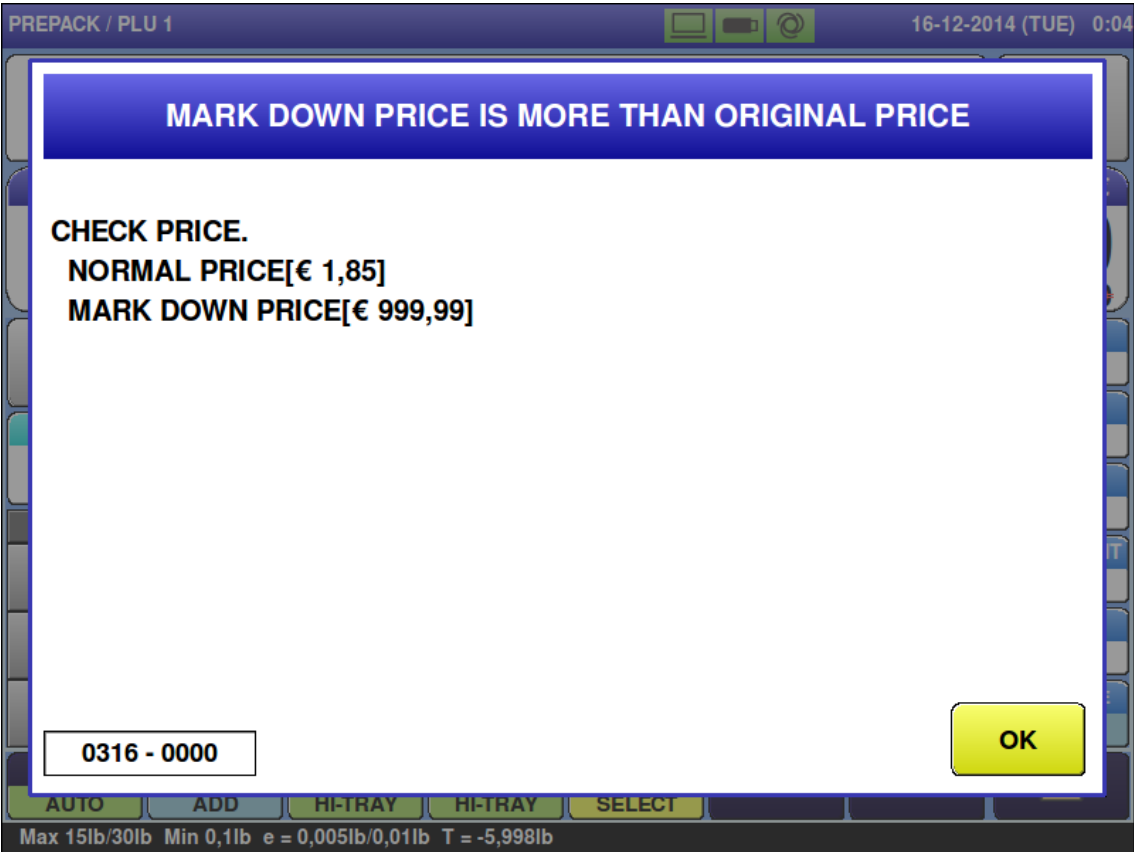 PREPACK / PLU 1
16-12-2014 (TUE) 0:04
MARK DOWN PRICE IS MORE THAN ORIGINAL PRICE
CHECK PRICE.
NORMAL PRICE[€ 1,85]
MARK DOWN PRICE[€ 999,99]
0316 - 0000
OK
AUTO ADD HI-TRAY HI-TRAY SELECT
Max 15lb/30lb Min 0,1lb e = 0,005lb/0,01lb T = -5,998lb